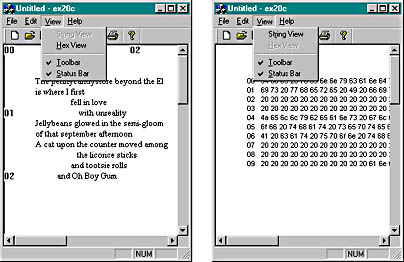 Untitled - ex20c
File Edit View Help
String View
Hex View
Toolbar
Status Bar
00 02
The penny candystore beyond the El
is where I first
fell in love
01
with unreality
Jellybeans glowed in the semi-gloom
of that september afternoon
A cat upon the counter moved among
the licorice sticks
and tootsie rolls
02
and Oh Boy Gum
NUM
Untitled - ex20c
File Edit View Help
String View
Hex View
Toolbar
Status Bar
00 6e 6e 79 63 61 6e 64
01 69 73 20 77 68 65 72 65 20 49 20 66 69
02 20 20 20 20 20 20 20 20 20 20 20 20 20
03 20 20 20 20 20 20 20 20 20 20 20 20 20
04 4a 65 6c 6c 79 62 65 61 6e 73 20 67 6c
05 6f 66 20 74 68 61 74 20 73 65 70 74 65
06 41 20 63 61 74 20 75 70 6f 6e 20 74 68
07 20 20 20 20 20 20 20 20 20 20 20 20 20
08 20 20 20 20 20 20 20 20 20 20 20 20 20
09 20 20 20 20 20 20 20 20 20 20 20 61 6e
NUM